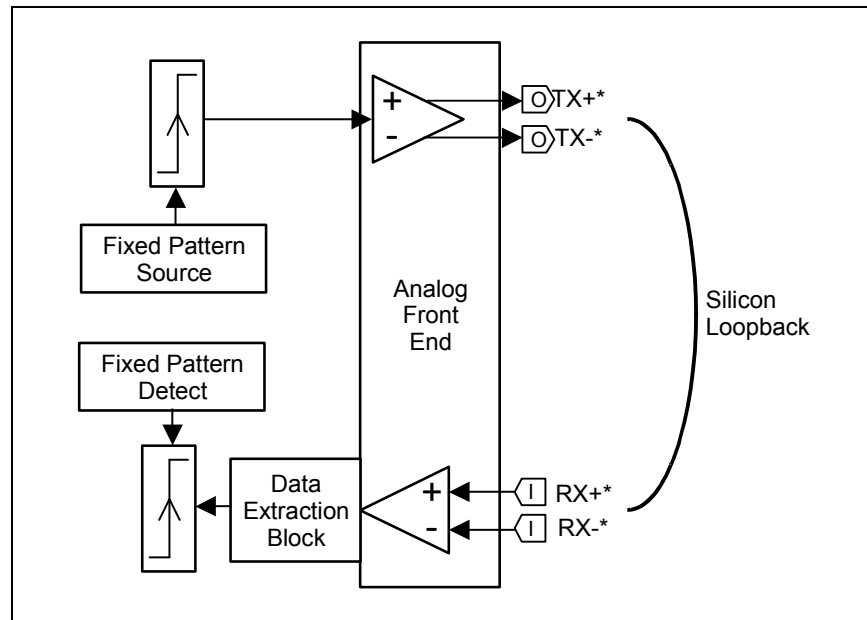 +
-
O TX+*
O TX-*
Fixed Pattern
Source
Analog
Front
End
Silicon
Loopback
Fixed Pattern
Detect
Data
Extraction
Block
+
-
I RX+*
I RX-*